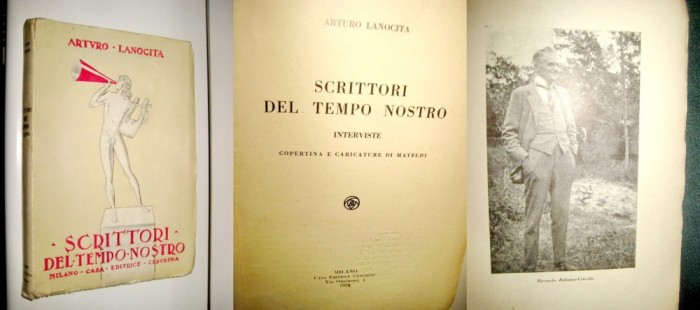 ARTVRO · LANOCITA
· SCRITTORI ·
DEL·TEMPO·NOSTRO
MILANO - CASA - EDITRICE - CESCHINA
ARTURO LANOCITA
SCRITTORI
DEL TEMPO NOSTRO
INTERVISTE
COPERTINA E CARICATURE DI MATELDI
MILANO
CASA EDITRICE CESCHINA
Riccardo